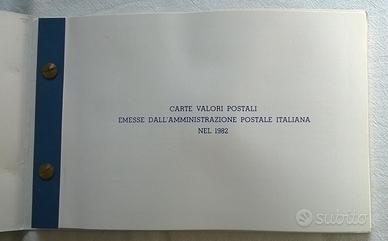 CARTE VALORI POSTALI
EMESSE DALL'AMMINISTRAZIONE POSTALE ITALIANA
NEL 1982
subito